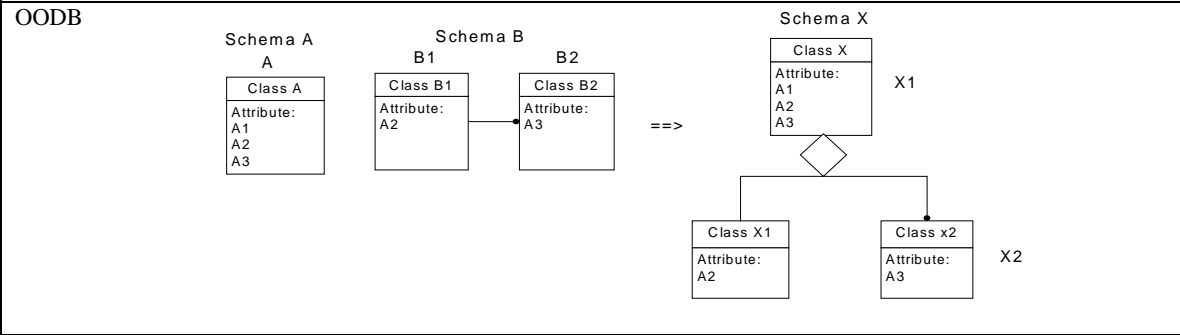 OODB
Schema A
A
Class A
Attribute:
A1
A2
A3
Schema B
B1
B2
Class B1
Attribute:
A2
Class B2
Attribute:
A3
==>
Schema X
Class X
Attribute:
A1
A2
A3
X1
Class X1
Attribute:
A2
Class x2
Attribute:
A3
X2